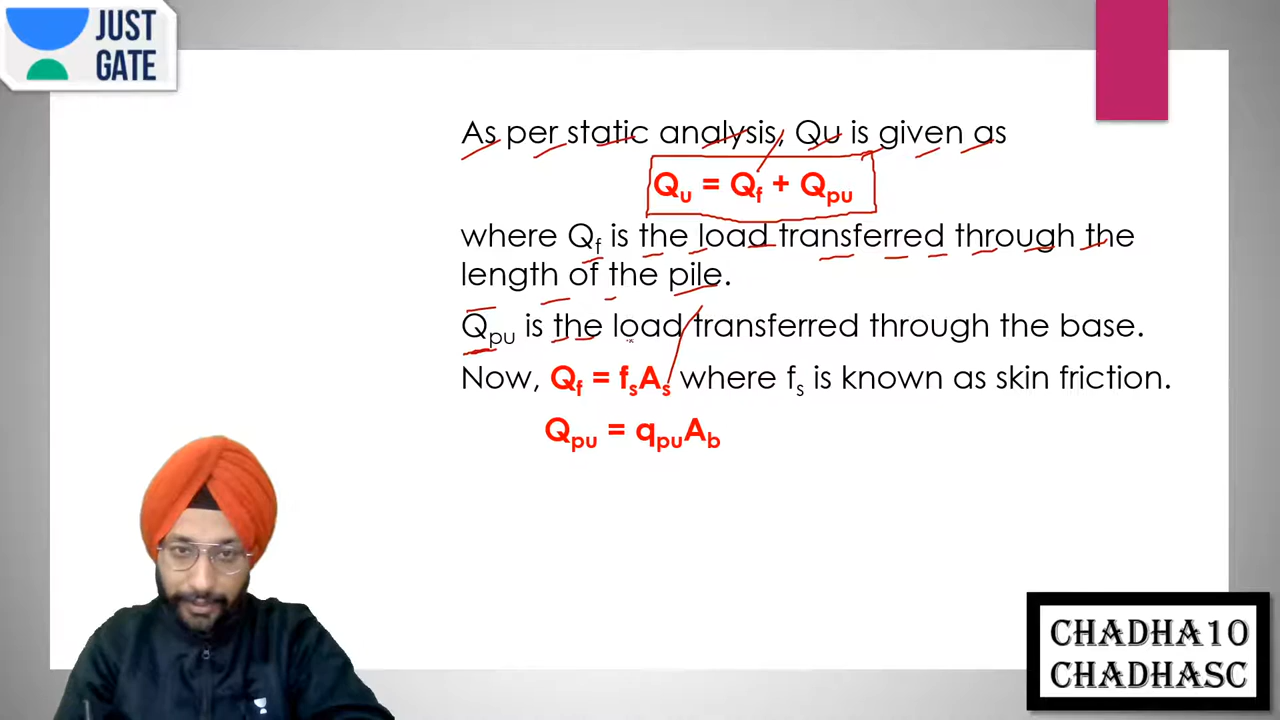 JUST
GATE
As per static analysis, Qu is given as
Qu = Qf + Qpu
where Qf is the load transferred through the
length of the pile.
Qpu is the load transferred through the base.
Now, Qf = fsAs where fs is known as skin friction.
Qpu = qpuAb
CHADHA10
CHADHASC